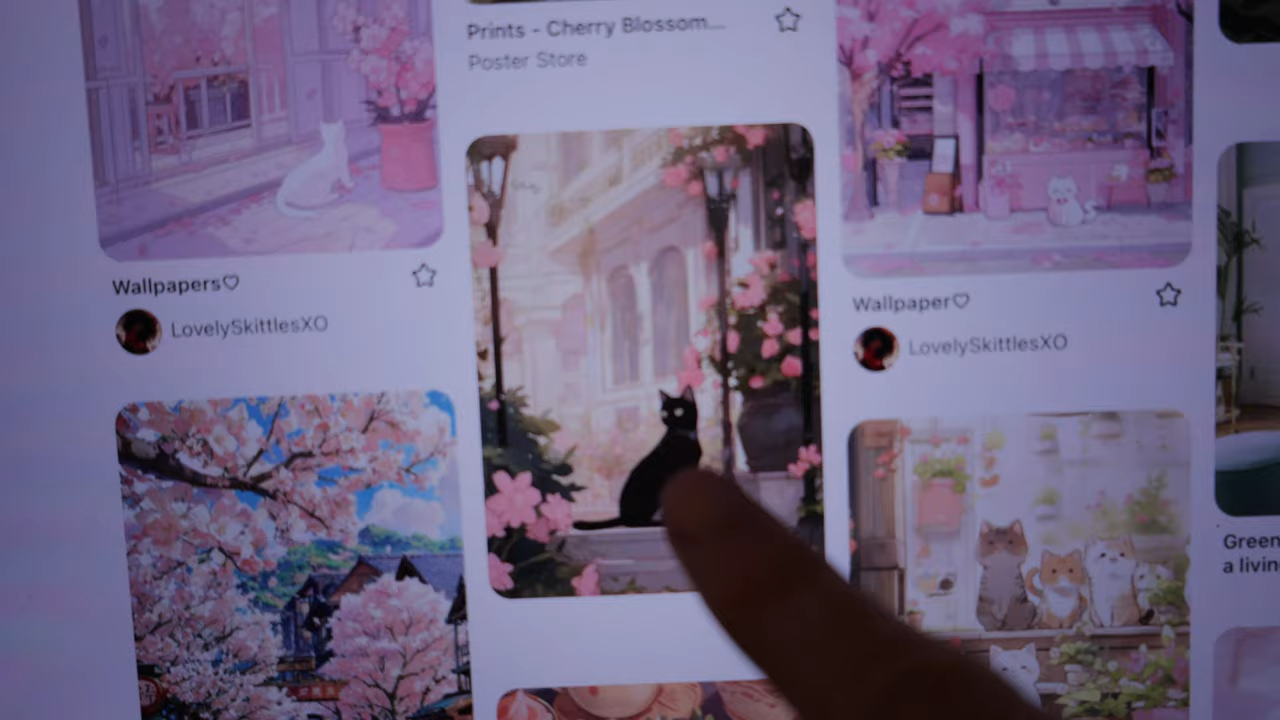 Prints - Cherry Blossom...
Poster Store
Wallpapers♡
LovelySkittlesXO
Wallpaper♡
LovelySkittlesXO
Green
a livin